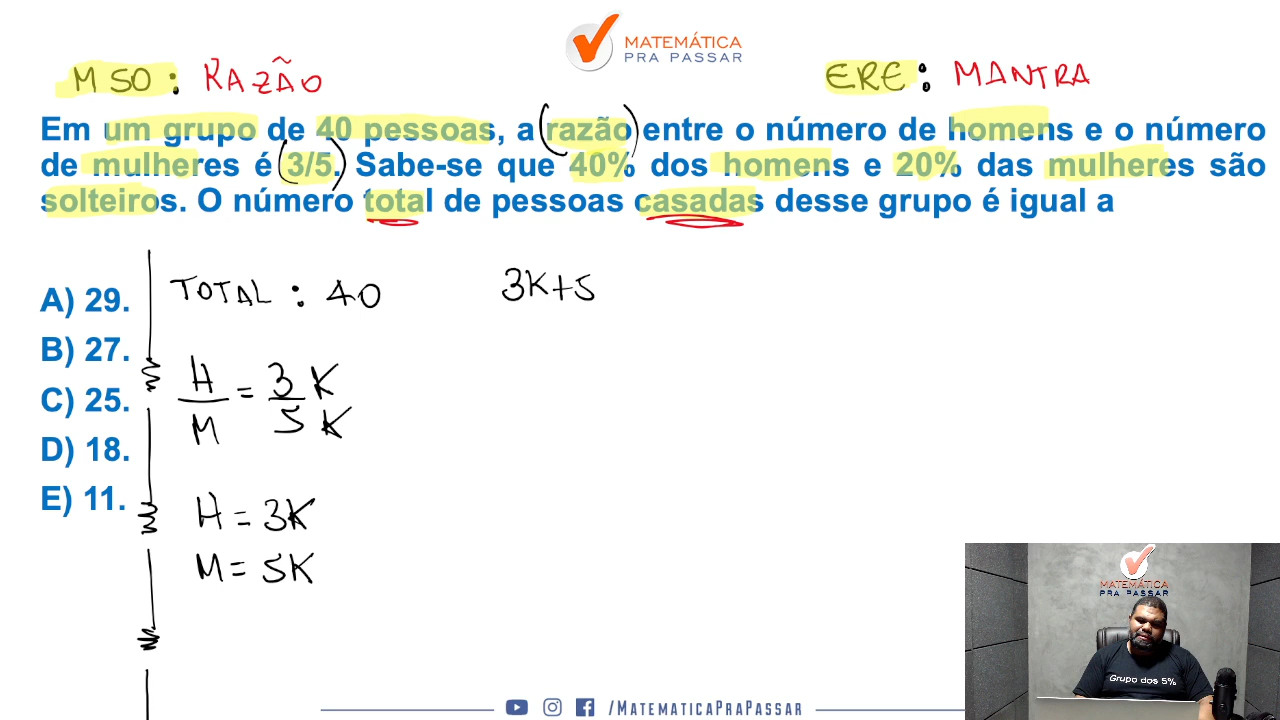 MATEMÁTICA
PRA PASSAR
MSO: RAZÃO
ERE: MANTRA
Em um grupo de 40 pessoas, a (razão) entre o número de homens e o número
de mulheres é (3/5.) Sabe-se que 40% dos homens e 20% das mulheres são
solteiros. O número total de pessoas casadas desse grupo é igual a
A) 29.
B) 27.
C) 25.
D) 18.
E) 11.
TOTAL: 40
H/M = 3K/5K
H = 3K
M = 5K
3K+5
MATEMÁTICA
PRA PASSAR
Grupo dos 5%
/MATEMATICAPRAPASSAR